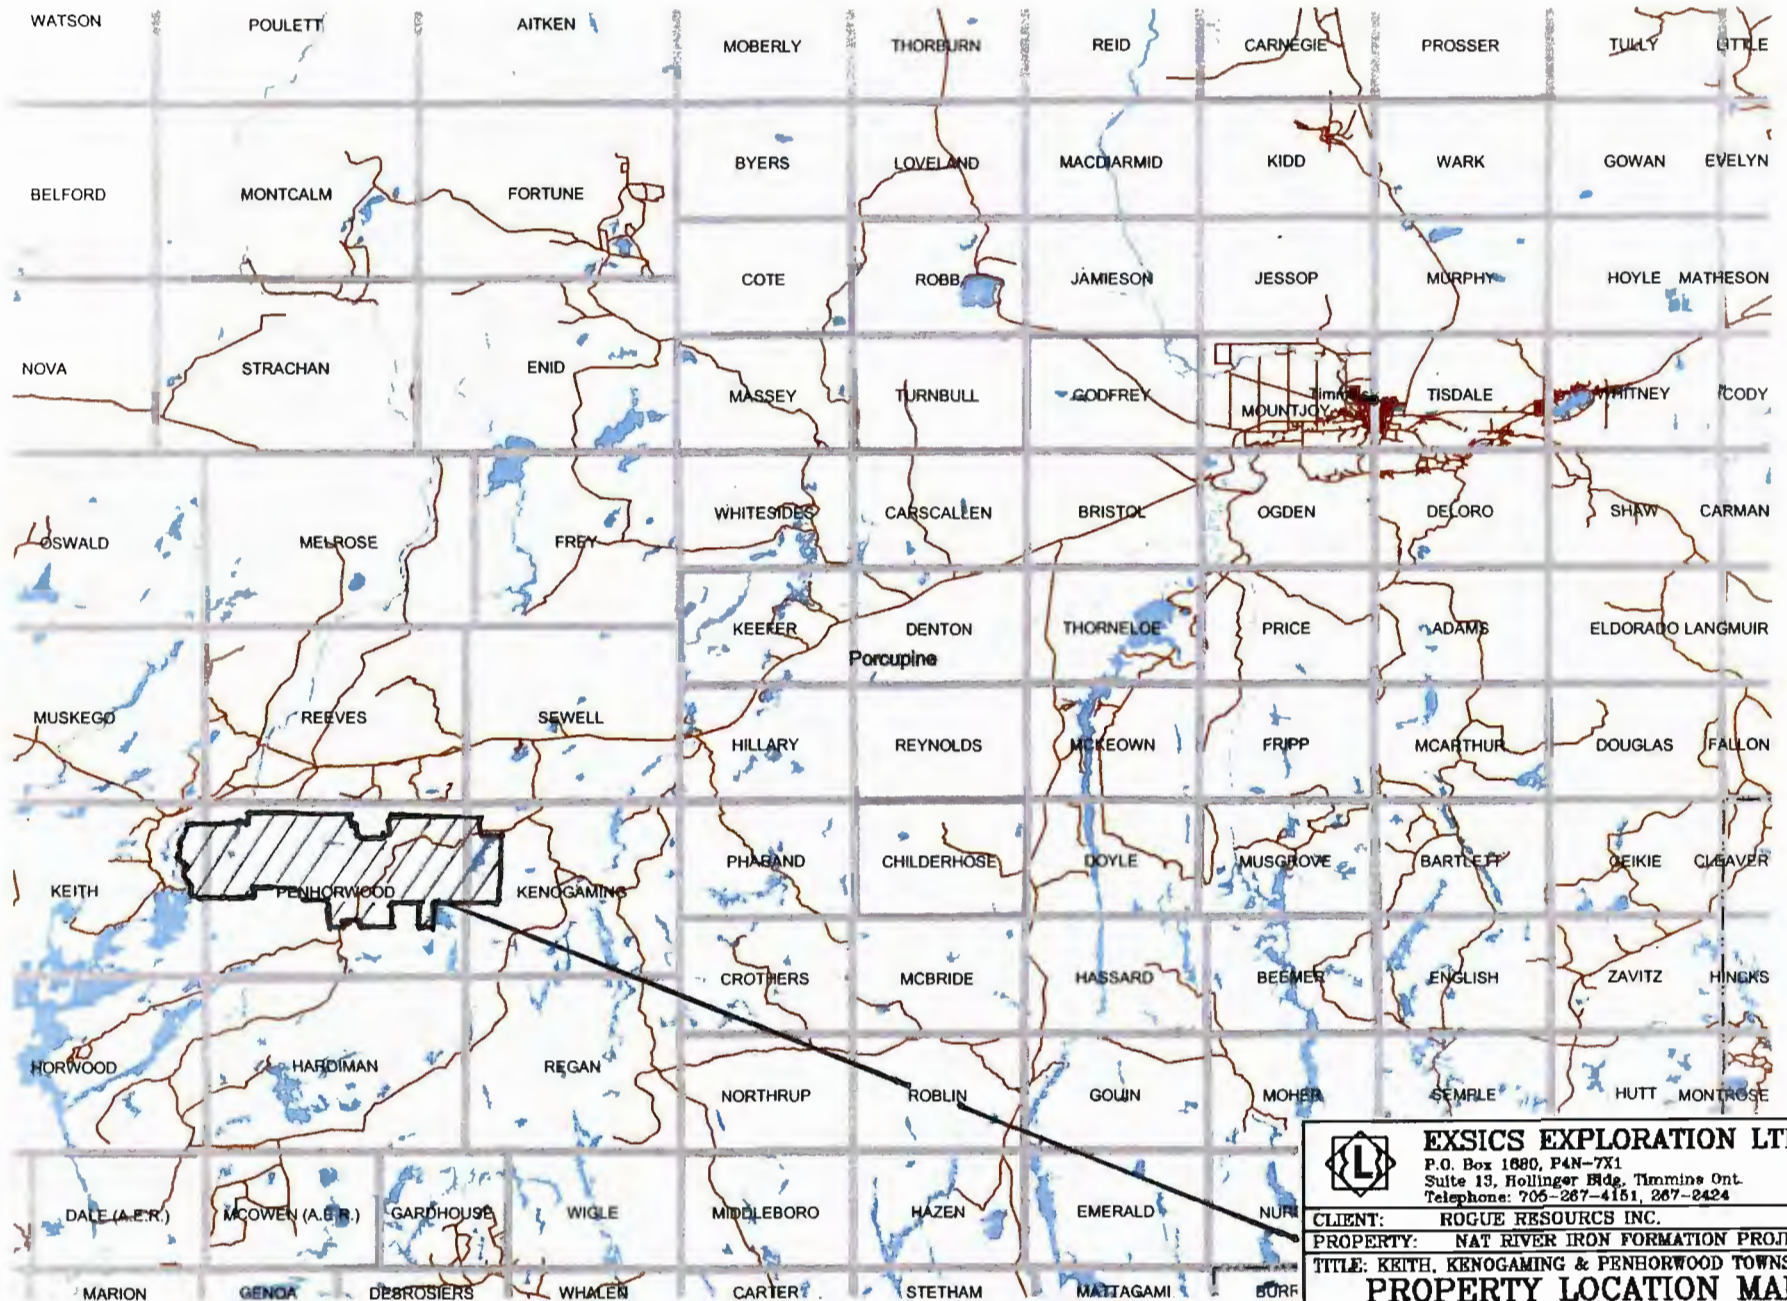 WATSON POULETT AITKEN MOBERLY THORBURN REID CARNEGIE PROSSER TULLY LITTLE
BYERS LOVELAND MACDIARMID KIDD WARK GOWAN EVELYN
BELFORD MONTCALM FORTUNE
COTE ROBB JAMIESON JESSOP MURPHY HOYLE MATHESON
NOVA STRACHAN ENID
MASSEY TURNBULL GODFREY MOUNTJOY TISDALE WHITNEY CODY
WHITESIDES CARSCALLEN BRISTOL OGDEN DELORO SHAW CARMAN
OSWALD MELROSE FREY
KEEFER DENTON THORNELOE PRICE ADAMS ELDORADO LANGMUIR
Porcupine
MUSKEGO REEVES SEWELL
HILLARY REYNOLDS MCKEOWN FRIPP MCARTHUR DOUGLAS FALLON
PHARAND CHILDERHOSE DOYLE MUSGROVE BARTLETT GEIKIE CLEAVER
KEITH PENHORWOOD KENOGAMING
CROTHERS MCBRIDE HASSARD BEEMER ENGLISH ZAVITZ HINCKS
HORWOOD HARDIMAN REGAN
NORTHRUP ROBLIN GOUIN MOHER SEMPLE HUTT MONTROSE
DALE (A.E.R.) MCOWEN (A.E.R.) GARDHOUSE WIGLE MIDDLEBORO HAZEN EMERALD
MARION GENOA DESROSIERS WHALEN CARTER STETHAM MATTAGAMI BURR
L
EXSICS EXPLORATION LT
P.O. Box 1880, P4N-7X1
Suite 13, Hollinger Bldg, Timmins Ont.
Telephone: 705-267-4151, 267-2424
CLIENT: ROGUE RESOURCS INC.
PROPERTY: NAT RIVER IRON FORMATION PROJ
TITLE: KEITH, KENOGAMING & PENHORWOOD TOWNS
PROPERTY LOCATION MA